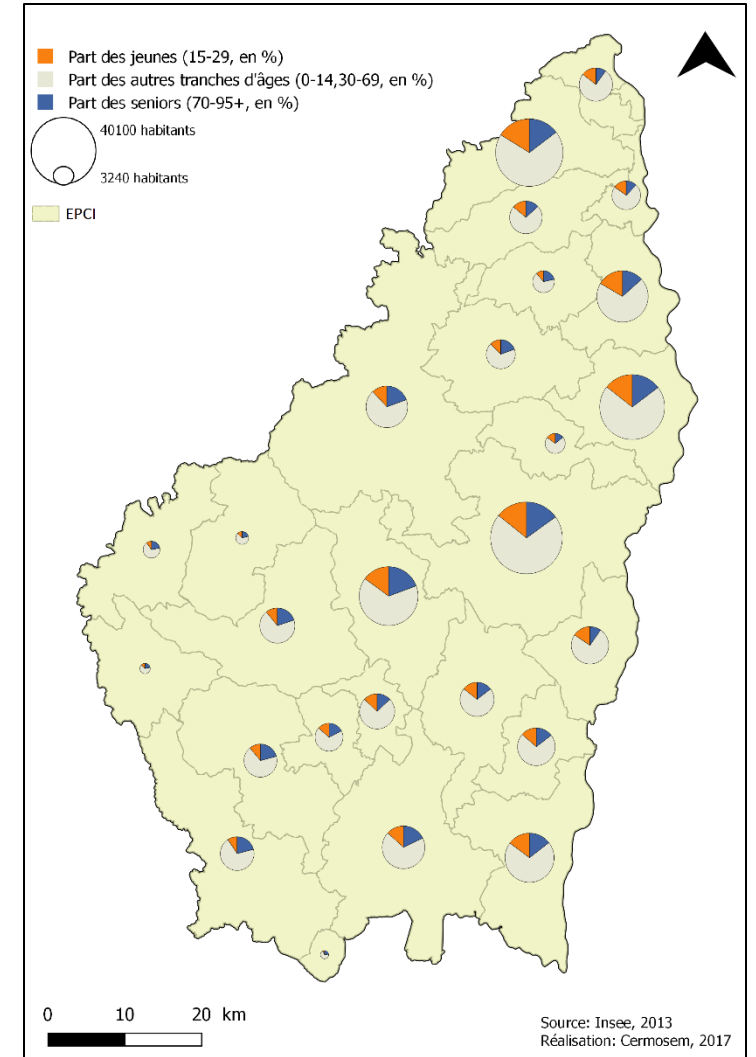 Part des jeunes (15-29, en %)
Part des autres tranches d'âges (0-14,30-69, en %)
Part des seniors (70-95+, en %)
40100 habitants
3240 habitants
EPCI
0 10 20 km
Source: Insee, 2013
Réalisation: Cermosem, 2017